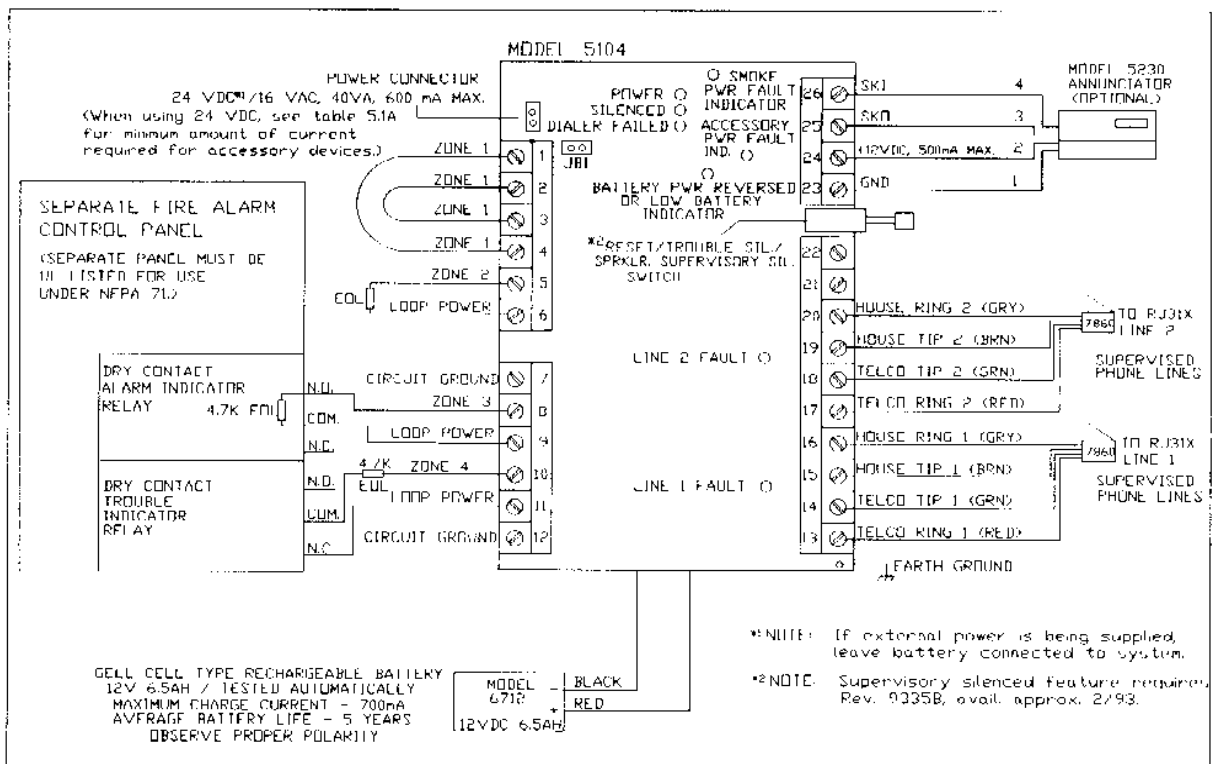 MODEL 5104
POWER CONNECTOR
24 VDC*1/16 VAC, 40VA, 600 mA MAX.
(When using 24 VDC, see table 5.1A
for minimum amount of current
required for accessory devices.)
POWER
SILENCED
DIALER FAILED
SMOKE
PWR FAULT
INDICATOR
ACCESSORY
PWR FAULT
IND.
JB1
BATTERY PWR REVERSED
OR LOW BATTERY
INDICATOR
*2RESET/TROUBLE SIL./
SPRKLR. SUPERVISORY SIL.
SWITCH
ZONE 1 1
ZONE 1 2
ZONE 1 3
ZONE 1 4
ZONE 2 5
EOL
LOOP POWER 6
CIRCUIT GROUND 7
ZONE 3 8
LOOP POWER 9
4.7K ZONE 4 10
EOL
LOOP POWER 11
CIRCUIT GROUND 12
SEPARATE FIRE ALARM
CONTROL PANEL
(SEPARATE PANEL MUST BE
UL LISTED FOR USE
UNDER NFPA 71.)
DRY CONTACT
ALARM INDICATOR
RELAY
4.7K EOL
N.O.
COM.
N.C.
DRY CONTACT
TROUBLE
INDICATOR
RELAY
N.O.
COM.
N.C
26 SKI 4
25 SKO 3
24 (12VDC, 500mA MAX. 2
23 GND 1
MODEL 5230
ANNUNCIATOR
(OPTIONAL)
22
21
20 HOUSE RING 2 (GRY)
19 HOUSE TIP 2 (BRN)
18 TELCO TIP 2 (GRN)
17 TELCO RING 2 (RED)
16 HOUSE RING 1 (GRY)
15 HOUSE TIP 1 (BRN)
14 TELCO TIP 1 (GRN)
13 TELCO RING 1 (RED)
LINE 2 FAULT
LINE 1 FAULT
7860
TO RJ31X
LINE 2
SUPERVISED
PHONE LINES
7860
TO RJ31X
LINE 1
SUPERVISED
PHONE LINES
EARTH GROUND
GELL CELL TYPE RECHARGEABLE BATTERY
12V 6.5AH / TESTED AUTOMATICALLY
MAXIMUM CHARGE CURRENT - 700mA
AVERAGE BATTERY LIFE - 5 YEARS
OBSERVE PROPER POLARITY
MODEL
6712
12VDC 6.5AH
- BLACK
+ RED
*1NOTE: If external power is being supplied,
leave battery connected to system.
*2NOTE: Supervisory silenced feature requires
Rev. 9335B, avail. approx. 2/93.